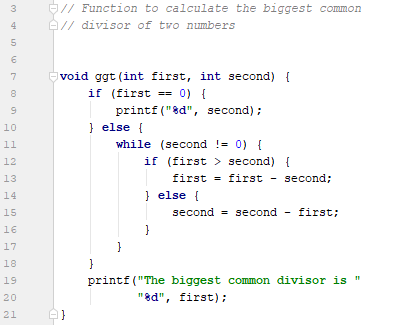 3 // Function to calculate the biggest common
4 // divisor of two numbers
5
6
7 void ggt(int first, int second) {
8     if (first == 0) {
9         printf("%d", second);
10     } else {
11         while (second != 0) {
12             if (first > second) {
13                 first = first - second;
14             } else {
15                 second = second - first;
16             }
17         }
18     }
19     printf("The biggest common divisor is "
20            "%d", first);
21 }